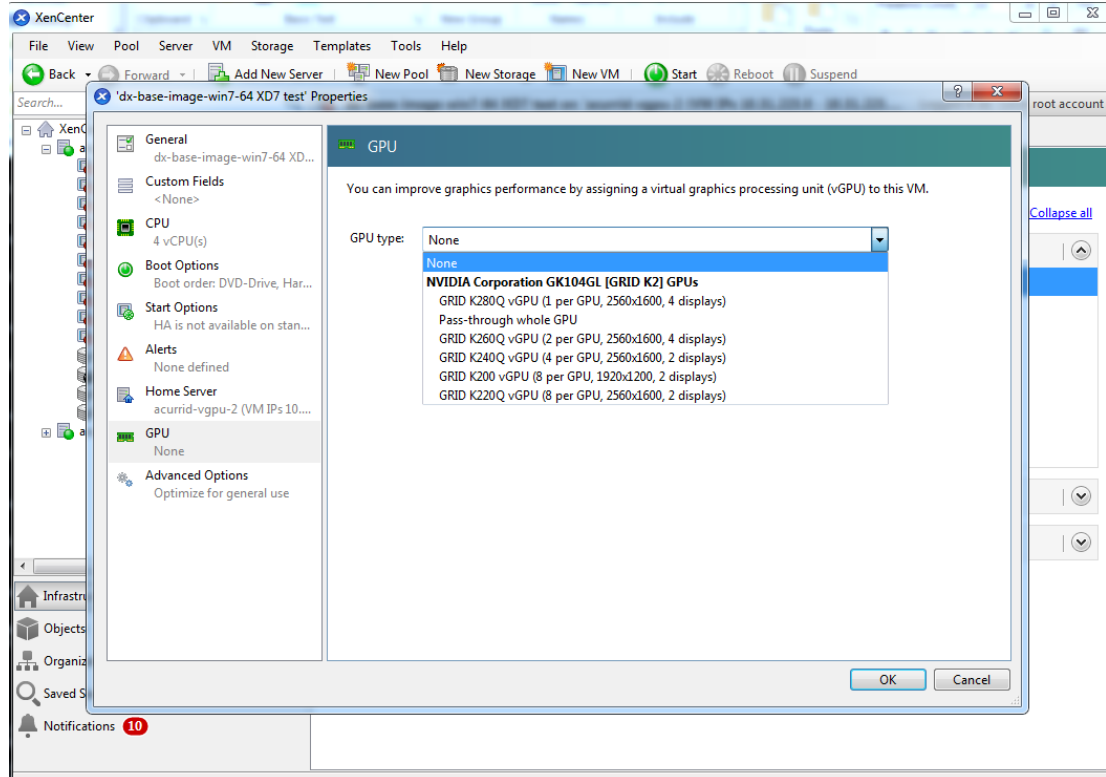 XenCenter
File View Pool Server VM Storage Templates Tools Help
Back Forward Add New Server New Pool New Storage New VM Start Reboot Suspend
Search...
'dx-base-image-win7-64 XD7 test' Properties
root account
XenC
a
a
General
dx-base-image-win7-64 XD...
Custom Fields
<None>
CPU
4 vCPU(s)
Boot Options
Boot order: DVD-Drive, Har...
Start Options
HA is not available on stan...
Alerts
None defined
Home Server
acurrid-vgpu-2 (VM IPs 10....
GPU
None
Advanced Options
Optimize for general use
GPU
You can improve graphics performance by assigning a virtual graphics processing unit (vGPU) to this VM.
GPU type: None
None
NVIDIA Corporation GK104GL [GRID K2] GPUs
GRID K280Q vGPU (1 per GPU, 2560x1600, 4 displays)
Pass-through whole GPU
GRID K260Q vGPU (2 per GPU, 2560x1600, 4 displays)
GRID K240Q vGPU (4 per GPU, 2560x1600, 2 displays)
GRID K200 vGPU (8 per GPU, 1920x1200, 2 displays)
GRID K220Q vGPU (8 per GPU, 2560x1600, 2 displays)
Collapse all
Infrastru
Objects
Organiz
Saved S
Notifications 10
OK Cancel